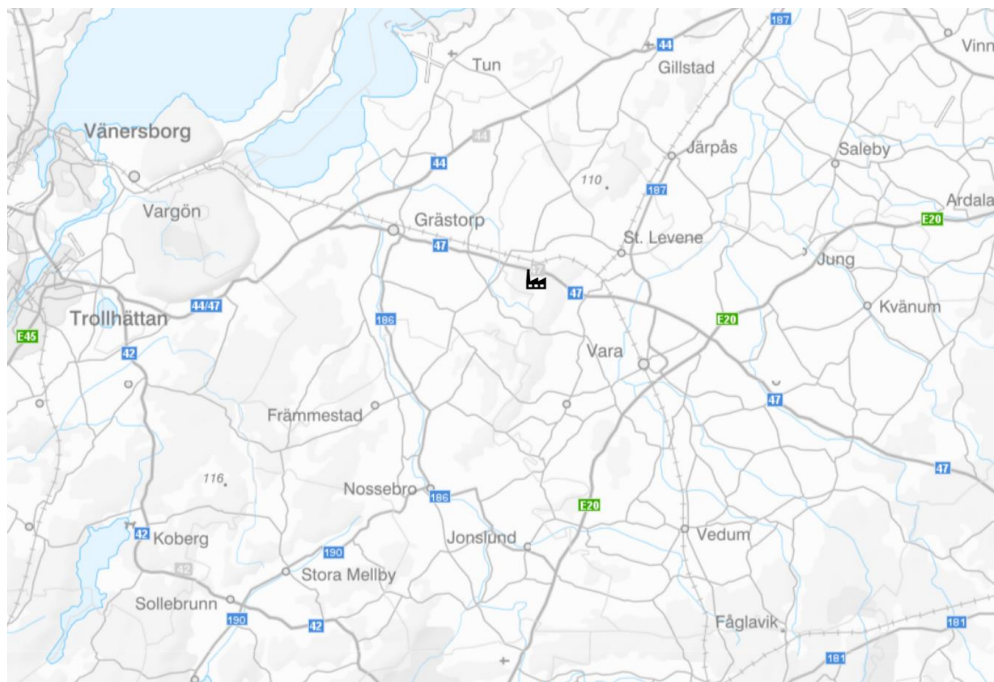 187
44
Vinn
Tun
Gillstad
Vänersborg
44
Järpås
Saleby
44
110
187
Ardala
Vargön
Grästorp
E20
47
St. Levene
Jung
47
44/47
Kvänum
Trollhättan
186
E20
E45
42
Vara
47
Främmestad
47
116
Nossebro
186
E20
42
Koberg
Jonslund
Vedum
190
42
Stora Mellby
Sollebrunn
190
42
Fåglavik
181
181